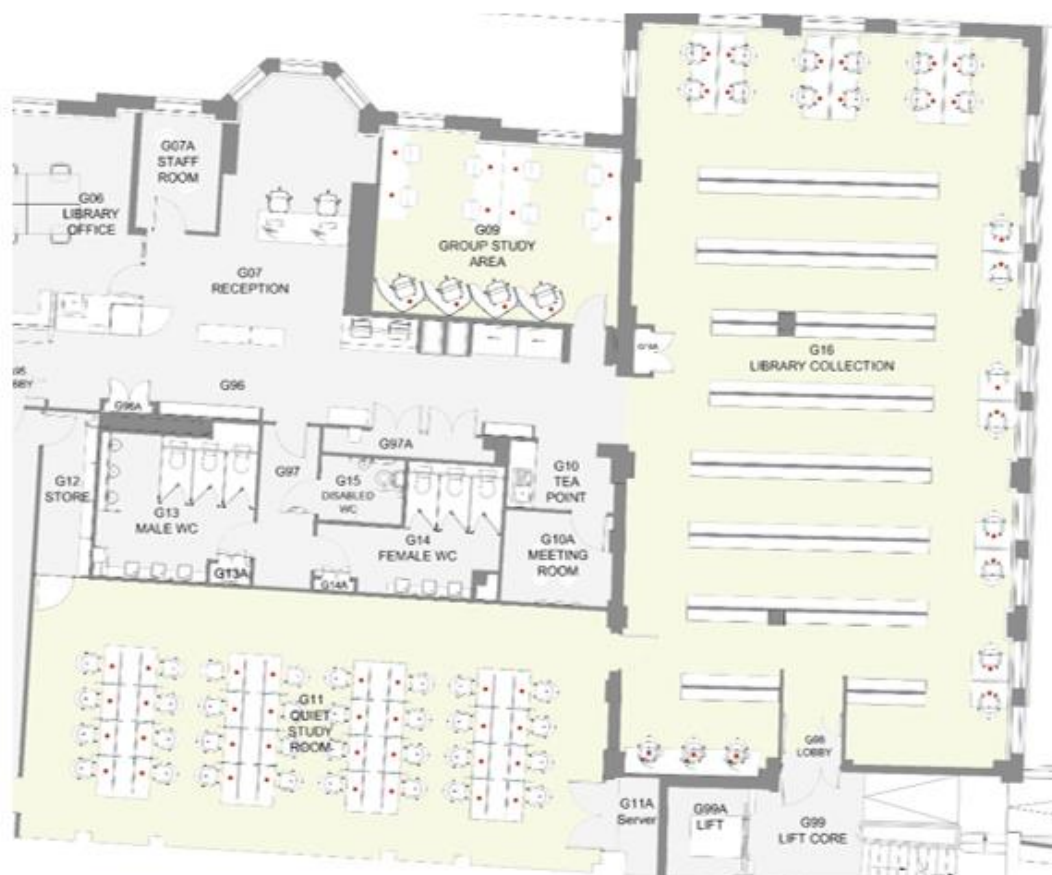 G07A
STAFF
ROOM
G06
LIBRARY
OFFICE
G09
GROUP STUDY
AREA
G07
RECEPTION
G16
LIBRARY COLLECTION
G96
G96A
G97A
G12
STORE
G97
G15
DISABLED
WC
G10
TEA
POINT
G13
MALE WC
G14
FEMALE WC
G10A
MEETING
ROOM
G13A
G14A
G11
QUIET
STUDY
ROOM
G98
LOBBY
G11A
Server
G99A
LIFT
G99
LIFT CORE